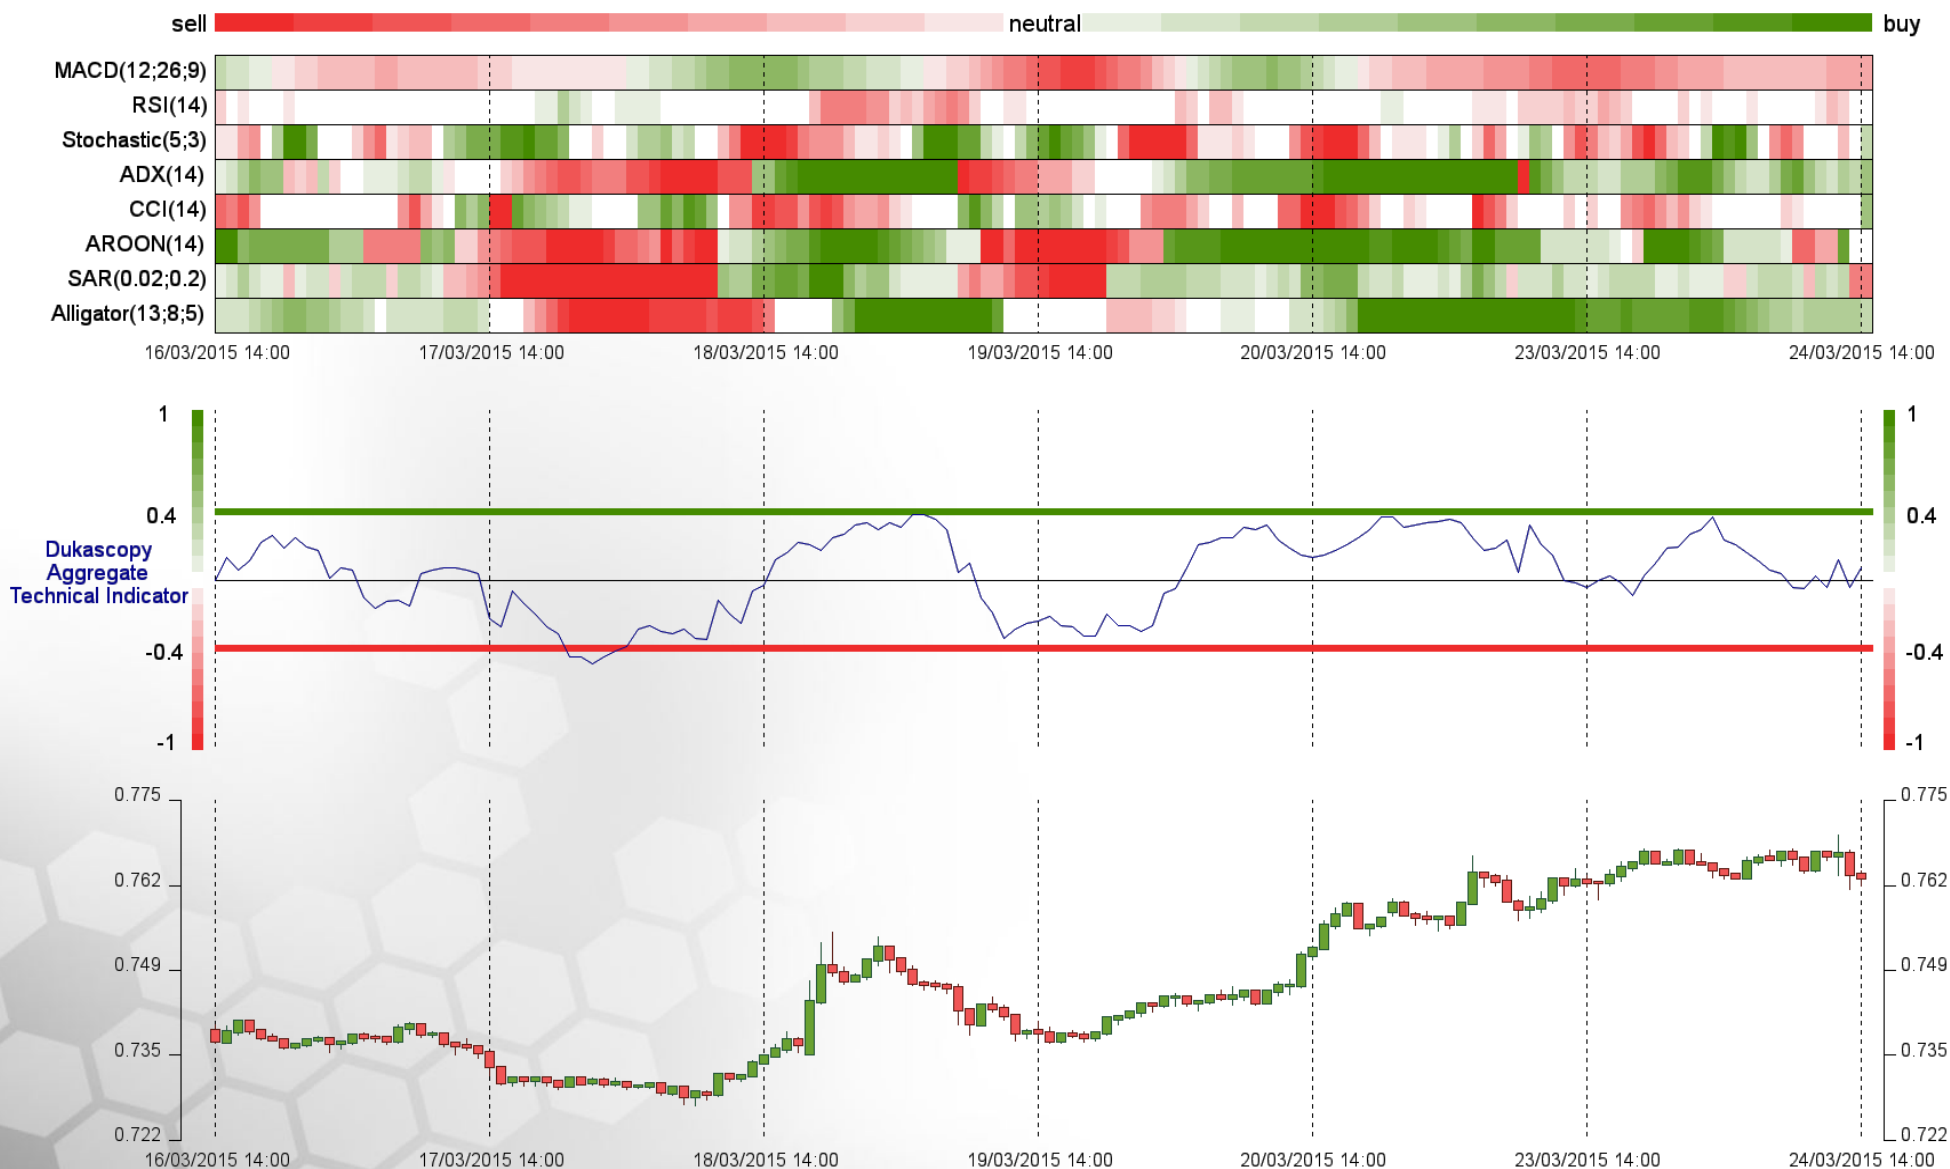 sell neutral buy
MACD(12;26;9)
RSI(14)
Stochastic(5;3)
ADX(14)
CCI(14)
AROON(14)
SAR(0.02;0.2)
Alligator(13;8;5)
16/03/2015 14:00 17/03/2015 14:00 18/03/2015 14:00 19/03/2015 14:00 20/03/2015 14:00 23/03/2015 14:00 24/03/2015 14:00
1 1
0.4 0.4
Dukascopy
Aggregate
Technical Indicator
-0.4 -0.4
-1 -1
0.775 0.775
0.762 0.762
0.749 0.749
0.735 0.735
0.722 0.722
16/03/2015 14:00 17/03/2015 14:00 18/03/2015 14:00 19/03/2015 14:00 20/03/2015 14:00 23/03/2015 14:00 24/03/2015 14:00